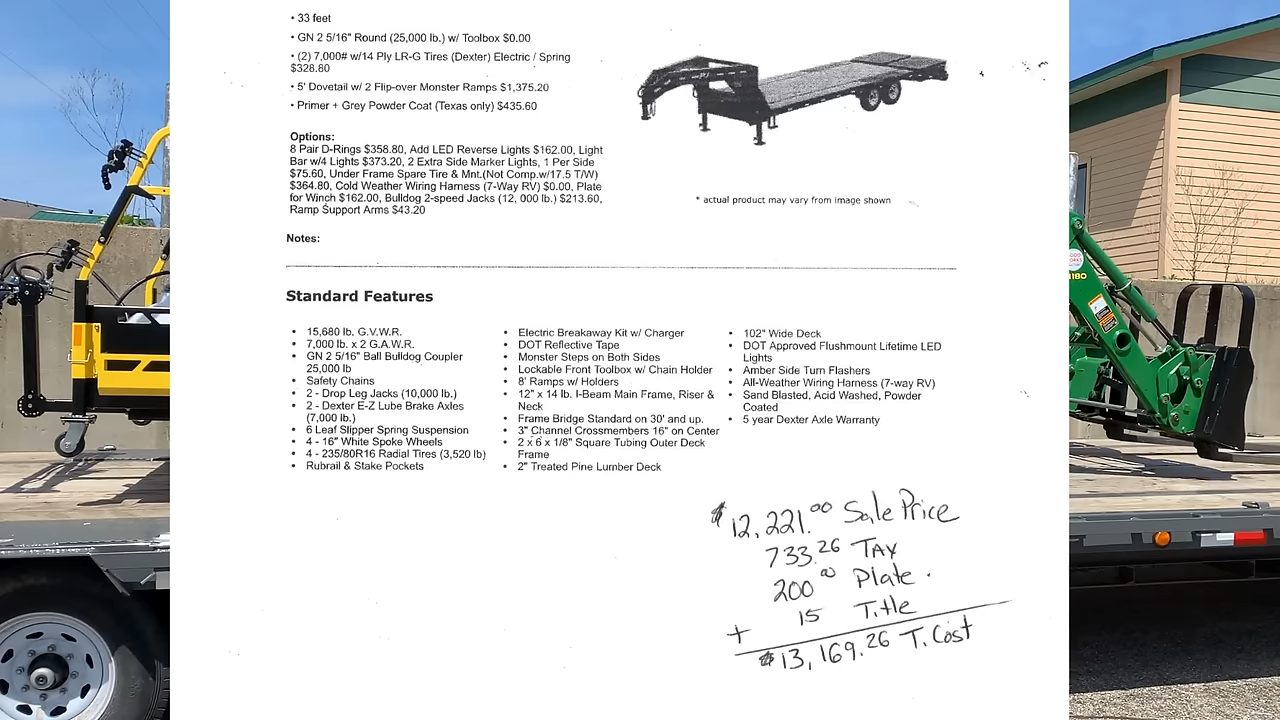 • 33 feet
• GN 2 5/16" Round (25,000 lb.) w/ Toolbox $0.00
• (2) 7,000# w/14 Ply LR-G Tires (Dexter) Electric / Spring
$328.80
• 5' Dovetail w/ 2 Flip-over Monster Ramps $1,375.20
• Primer + Grey Powder Coat (Texas only) $435.60
Options:
8 Pair D-Rings $358.80, Add LED Reverse Lights $162.00, Light
Bar w/4 Lights $373.20, 2 Extra Side Marker Lights, 1 Per Side
$75.60, Under Frame Spare Tire & Mnt.(Not Comp.w/17.5 T/W)
$364.80, Cold Weather Wiring Harness (7-Way RV) $0.00, Plate
for Winch $162.00, Bulldog 2-speed Jacks (12, 000 lb.) $213.60,
Ramp Support Arms $43.20
* actual product may vary from image shown
Notes:
Standard Features
• 15,680 lb. G.V.W.R.
• 7,000 lb. x 2 G.A.W.R.
• GN 2 5/16" Ball Bulldog Coupler
25,000 lb
• Safety Chains
• 2 - Drop Leg Jacks (10,000 lb.)
• 2 - Dexter E-Z Lube Brake Axles
(7,000 lb.)
• 6 Leaf Slipper Spring Suspension
• 4 - 16" White Spoke Wheels
• 4 - 235/80R16 Radial Tires (3,520 lb)
• Rubrail & Stake Pockets
• Electric Breakaway Kit w/ Charger
• DOT Reflective Tape
• Monster Steps on Both Sides
• Lockable Front Toolbox w/ Chain Holder
• 8' Ramps w/ Holders
• 12" x 14 lb. I-Beam Main Frame, Riser &
Neck
• Frame Bridge Standard on 30' and up.
• 3" Channel Crossmembers 16" on Center
• 2 x 6 x 1/8" Square Tubing Outer Deck
Frame
• 2" Treated Pine Lumber Deck
• 102" Wide Deck
• DOT Approved Flushmount Lifetime LED
Lights
• Amber Side Turn Flashers
• All-Weather Wiring Harness (7-way RV)
• Sand Blasted, Acid Washed, Powder
Coated
• 5 year Dexter Axle Warranty
$12,221.00 Sale Price
733.26 TAX
200.00 Plate.
+ 15 Title
$13,169.26 T. Cost